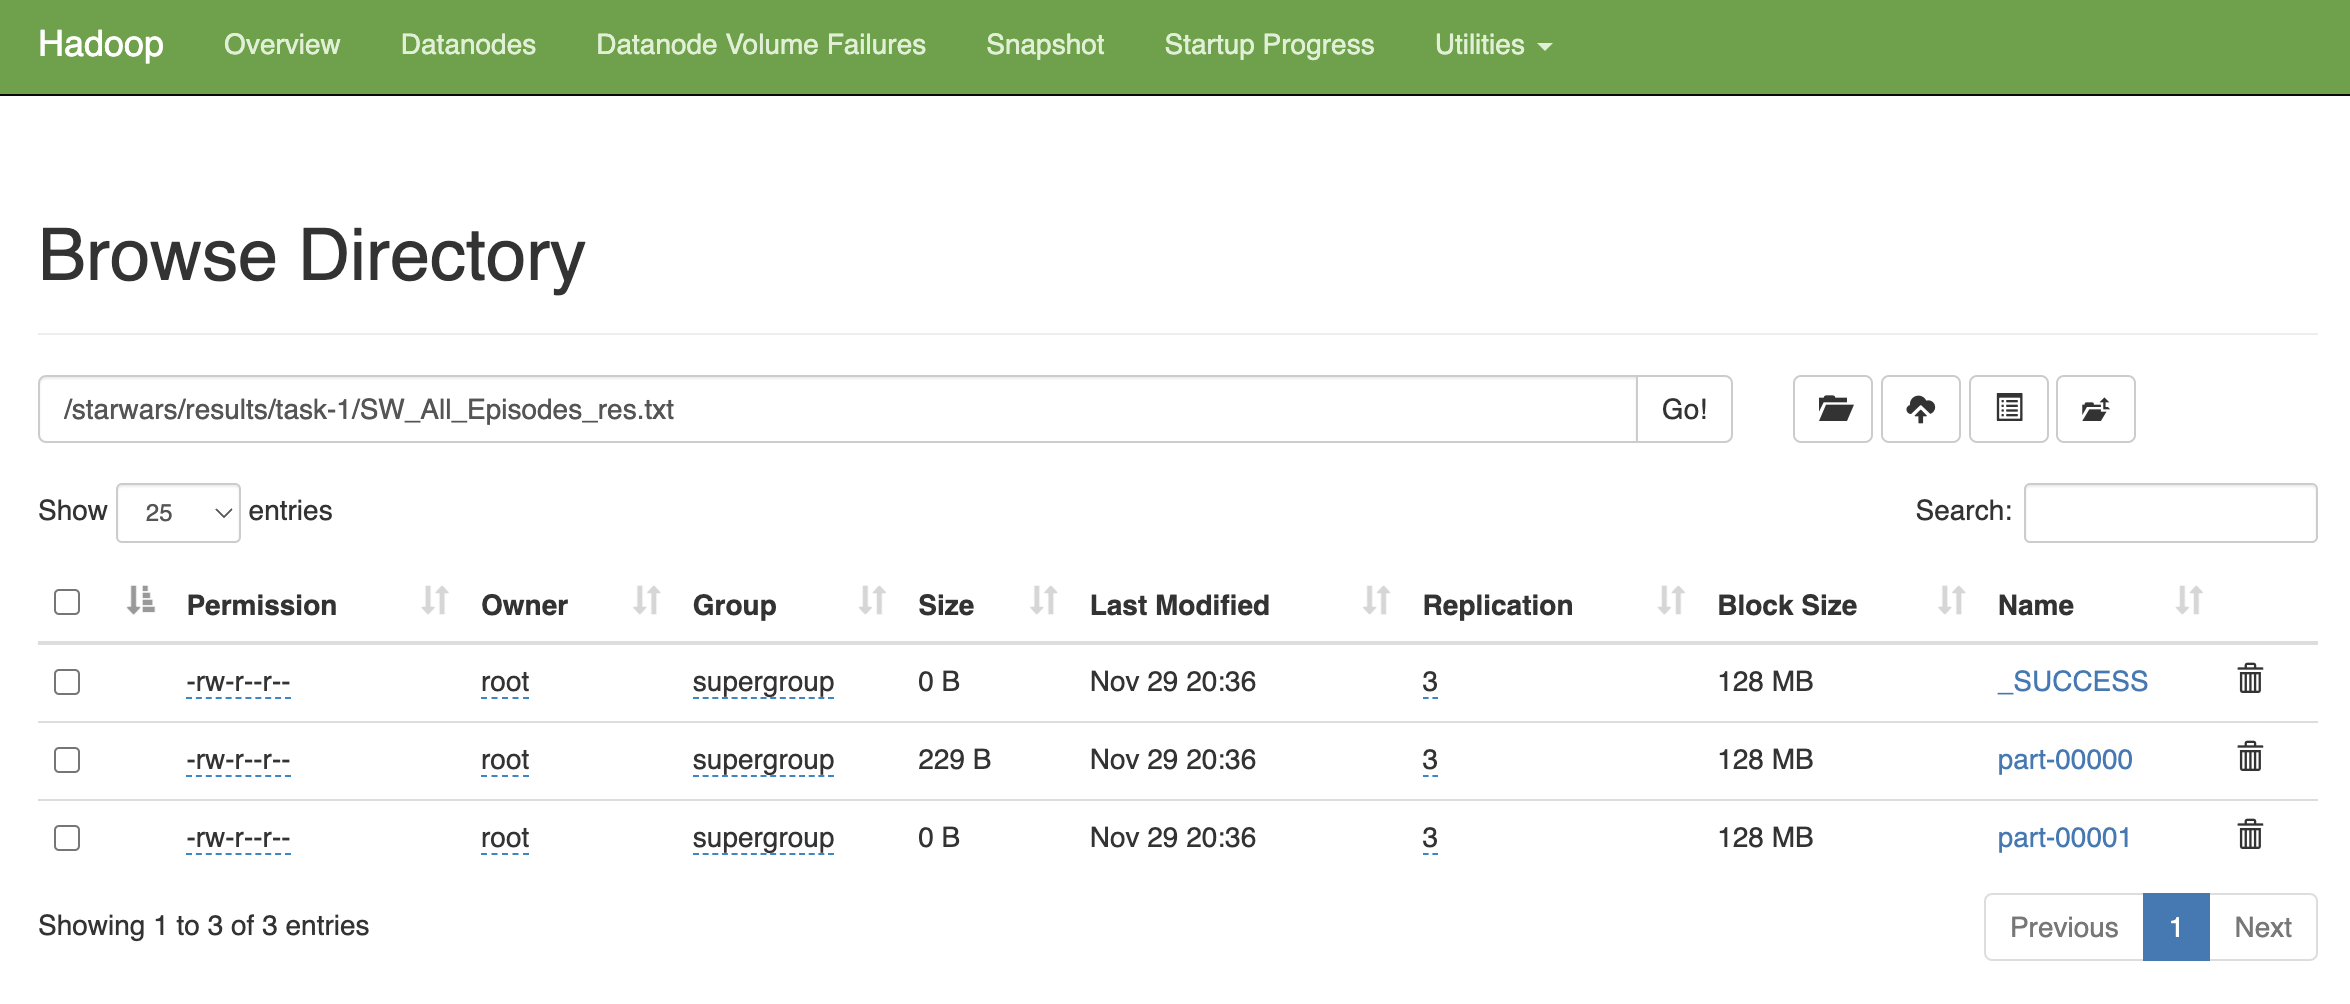 Hadoop Overview Datanodes Datanode Volume Failures Snapshot Startup Progress Utilities
Browse Directory
/starwars/results/task-1/SW_All_Episodes_res.txt Go!
Show 25 entries Search:
Permission Owner Group Size Last Modified Replication Block Size Name
-rw-r--r-- root supergroup 0 B Nov 29 20:36 3 128 MB _SUCCESS
-rw-r--r-- root supergroup 229 B Nov 29 20:36 3 128 MB part-00000
-rw-r--r-- root supergroup 0 B Nov 29 20:36 3 128 MB part-00001
Showing 1 to 3 of 3 entries Previous 1 Next